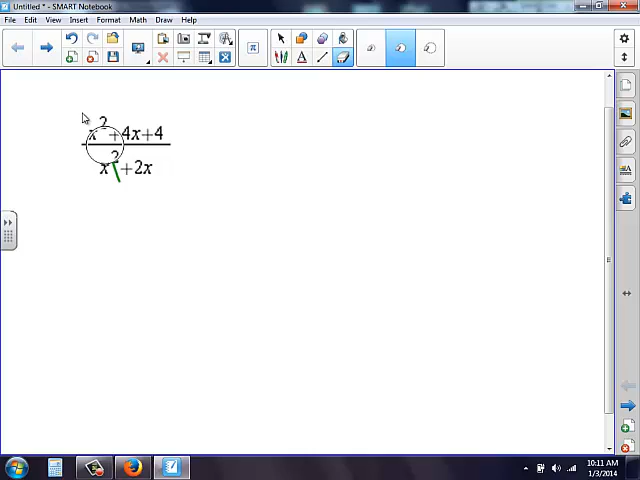 Untitled * - SMART Notebook
File Edit View Insert Format Math Draw Help
x² + 4x+4
x² +2x
10:11 AM
1/3/2014